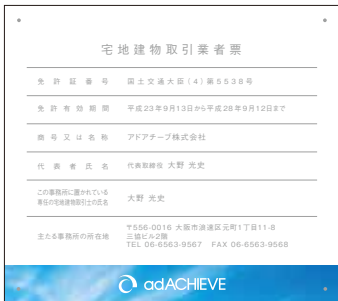 宅地建物取引業者票
免許証番号 国土交通大臣(4)第5538号
免許有効期間 平成23年9月13日から平成28年9月12日まで
商号又は名称 アドアチーブ株式会社
代表者氏名 代表取締役 大野 光史
この事務所に置かれている
専任の宅地建物取引士の氏名 大野 光史
主たる事務所の所在地 〒556-0016 大阪市浪速区元町1丁目11-8
三協ビル2階
TEL 06-6563-9567 FAX 06-6563-9568
adACHIEVE